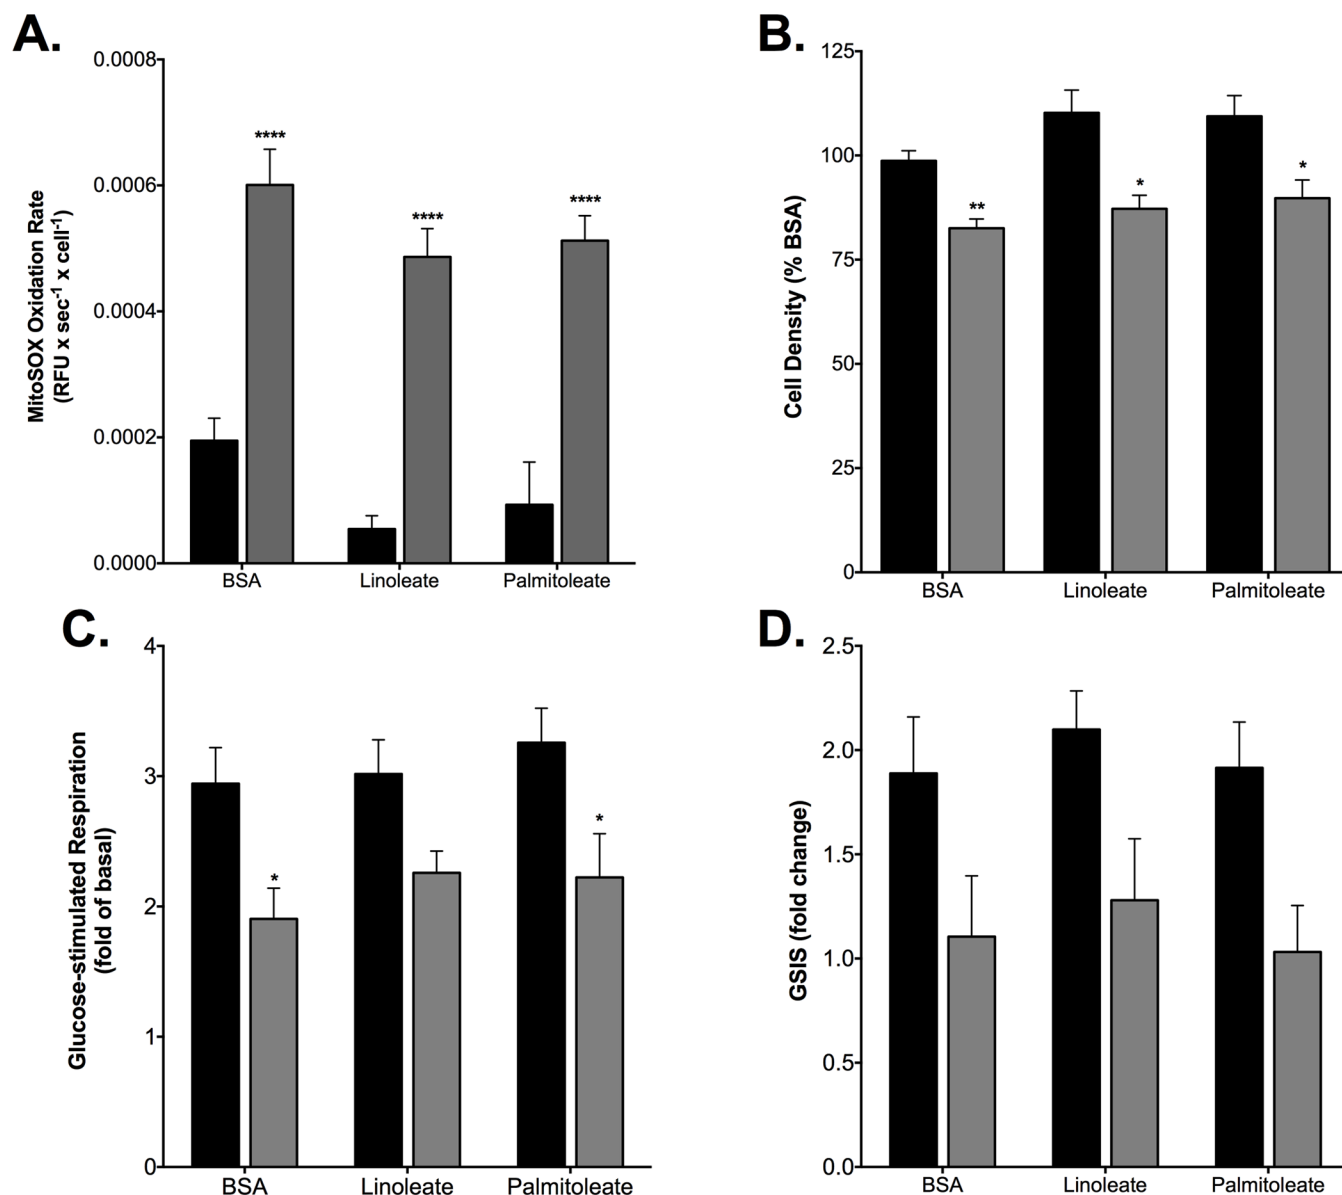 A.
MitoSOX Oxidation Rate
(RFU x sec-1 x cell-1)
0.0008
0.0006
0.0004
0.0002
0.0000
****
****
****
BSA
Linoleate
Palmitoleate
B.
Cell Density (% BSA)
125
100
75
50
25
0
**
*
*
BSA
Linoleate
Palmitoleate
C.
Glucose-stimulated Respiration
(fold of basal)
4
3
2
1
0
*
*
BSA
Linoleate
Palmitoleate
D.
GSIS (fold change)
2.5
2.0
1.5
1.0
0.5
0.0
BSA
Linoleate
Palmitoleate